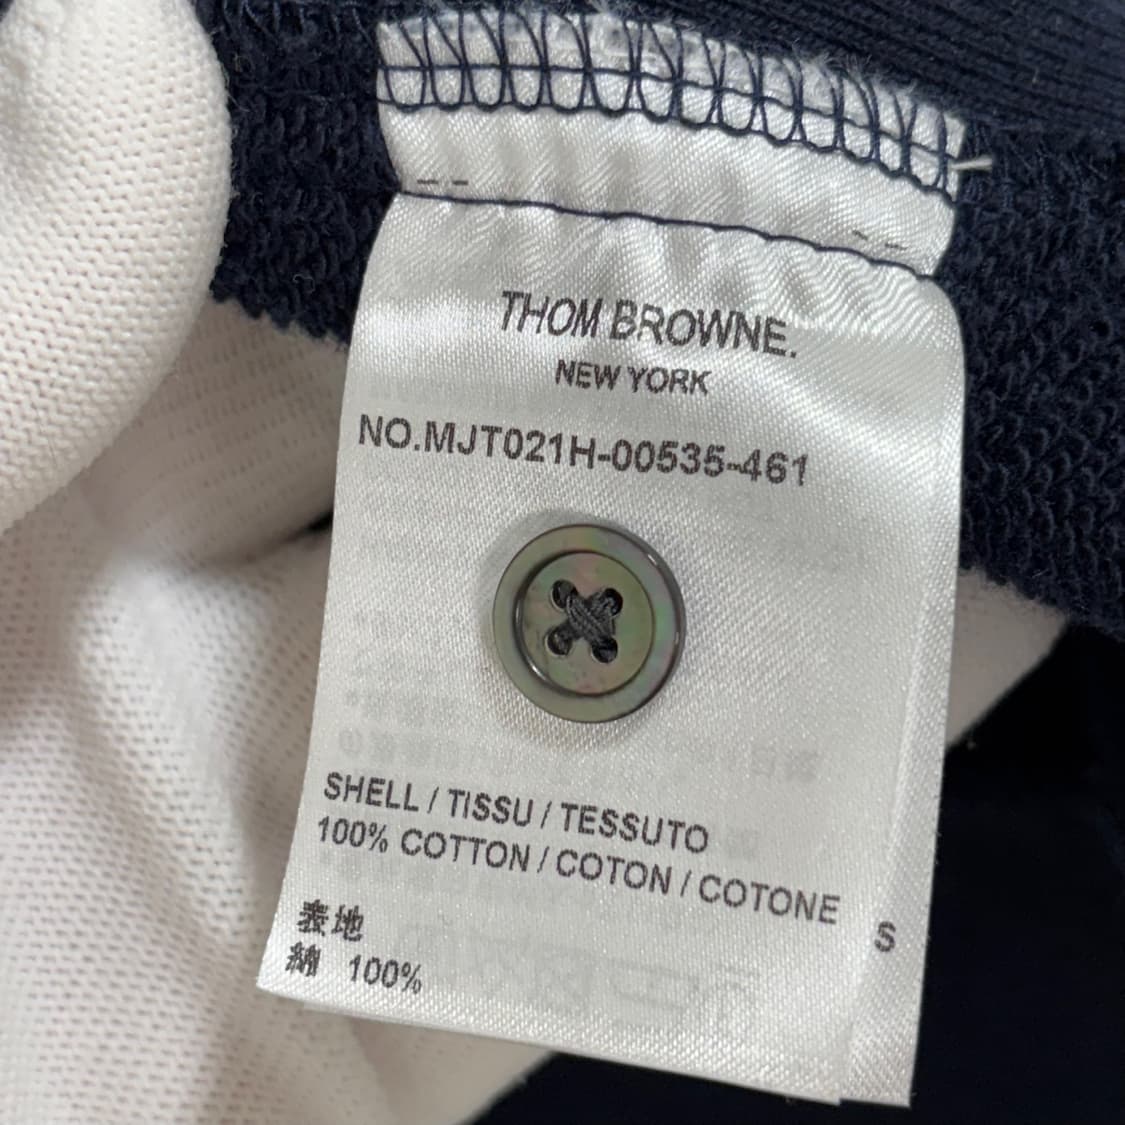 THOM BROWNE.
NEW YORK
NO.MJT021H-00535-461
SHELL / TISSU / TESSUTO
100% COTTON / COTON / COTONE
S
表地
綿 100%